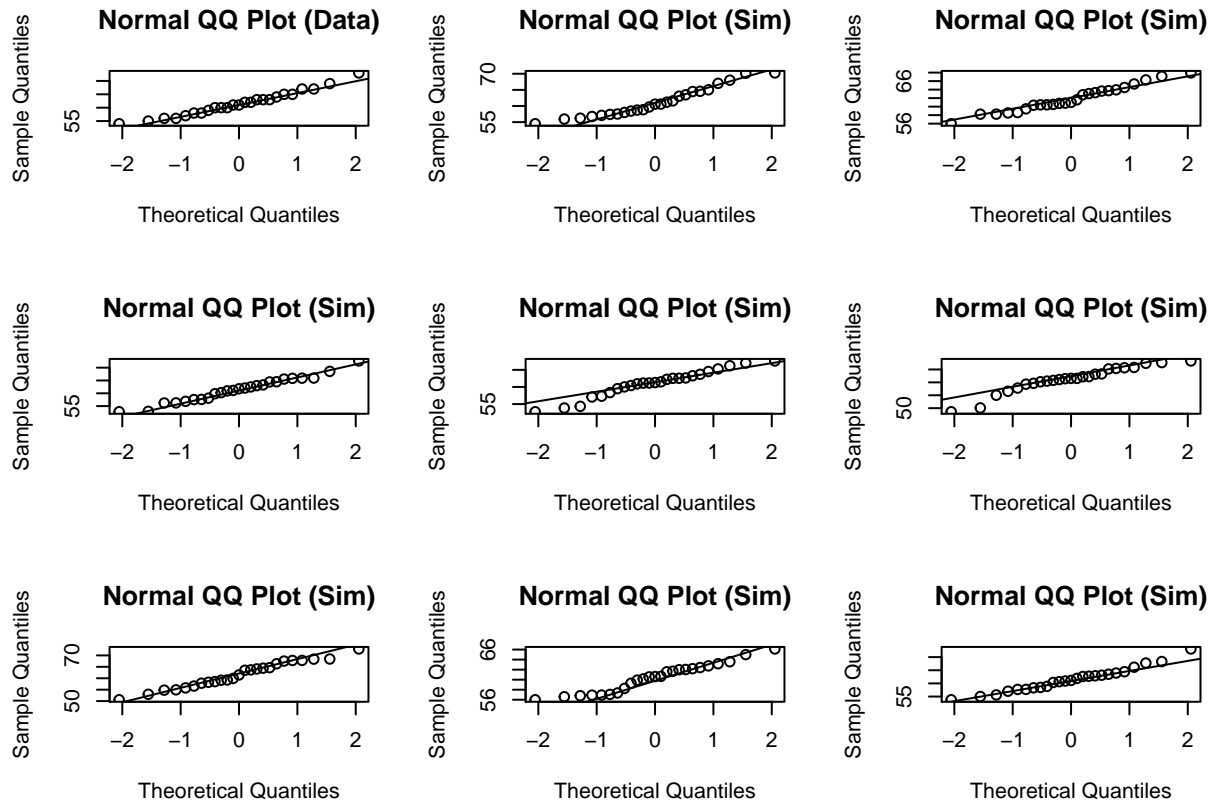 Normal QQ Plot (Data)
Sample Quantiles
55
−2 −1 0 1 2
Theoretical Quantiles
Normal QQ Plot (Sim)
Sample Quantiles
55 70
−2 −1 0 1 2
Theoretical Quantiles
Normal QQ Plot (Sim)
Sample Quantiles
56 66
−2 −1 0 1 2
Theoretical Quantiles
Normal QQ Plot (Sim)
Sample Quantiles
55
−2 −1 0 1 2
Theoretical Quantiles
Normal QQ Plot (Sim)
Sample Quantiles
55
−2 −1 0 1 2
Theoretical Quantiles
Normal QQ Plot (Sim)
Sample Quantiles
50
−2 −1 0 1 2
Theoretical Quantiles
Normal QQ Plot (Sim)
Sample Quantiles
50 70
−2 −1 0 1 2
Theoretical Quantiles
Normal QQ Plot (Sim)
Sample Quantiles
56 66
−2 −1 0 1 2
Theoretical Quantiles
Normal QQ Plot (Sim)
Sample Quantiles
55
−2 −1 0 1 2
Theoretical Quantiles